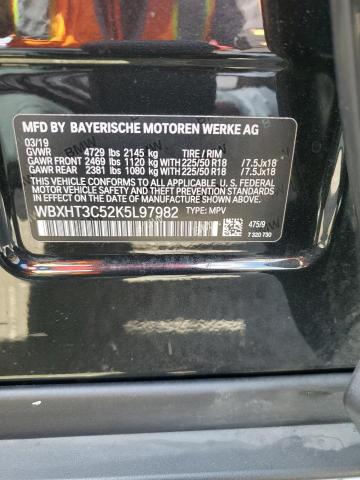 MFD BY BAYERISCHE MOTOREN WERKE AG
03/19
GVWR 4729 lbs 2145 kg TIRE / RIM
GAWR FRONT 2469 lbs 1120 kg WITH 225/50 R18 /7.5Jx18
GAWR REAR 2381 lbs 1080 kg WITH 225/50 R18 /7.5Jx18
THIS VEHICLE CONFORMS TO ALL APPLICABLE FEDERAL
MOTOR VEHICLE SAFETY AND THEFT PREVENTION STANDARDS
IN EFFECT ON THE DATE OF MANUFACTURE SHOWN ABOVE.
WBXHT3C52K5L97982 TYPE: MPV
475/9
7 320 730